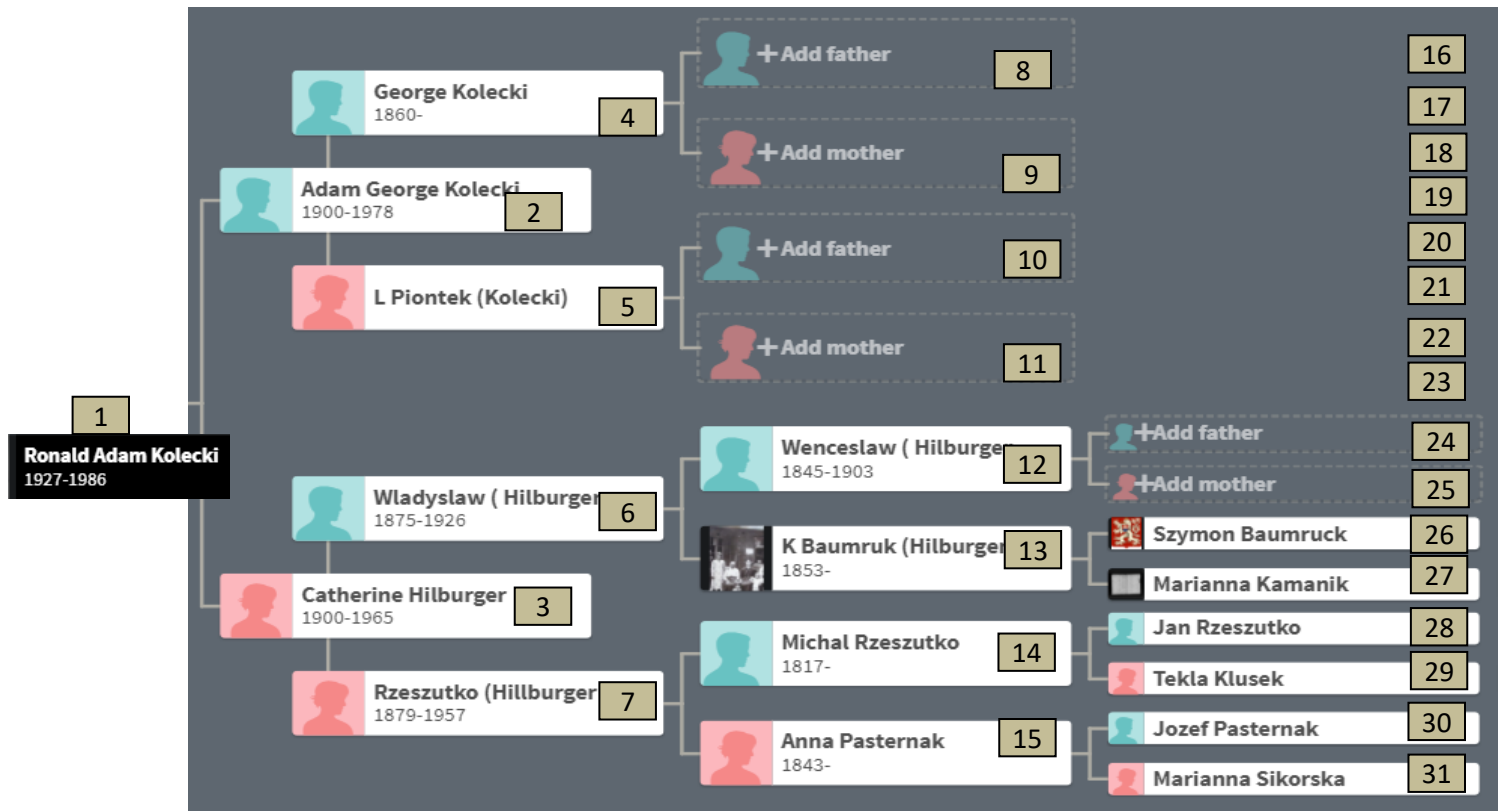 1
Ronald Adam Kolecki
1927-1986
Adam George Kolecki
1900-1978
2
Catherine Hilburger
1900-1965
3
George Kolecki
1860-
4
L Piontek (Kolecki)
5
Wladyslaw ( Hilburger
1875-1926
6
Rzeszutko (Hillburger
1879-1957
7
+Add father
8
+Add mother
9
+Add father
10
+Add mother
11
Wenceslaw ( Hilburger
1845-1903
12
K Baumruk (Hilburger
1853-
13
Michal Rzeszutko
1817-
14
Anna Pasternak
1843-
15
16
17
18
19
20
21
22
23
+Add father
24
+Add mother
25
Szymon Baumruck
26
Marianna Kamanik
27
Jan Rzeszutko
28
Tekla Klusek
29
Jozef Pasternak
30
Marianna Sikorska
31